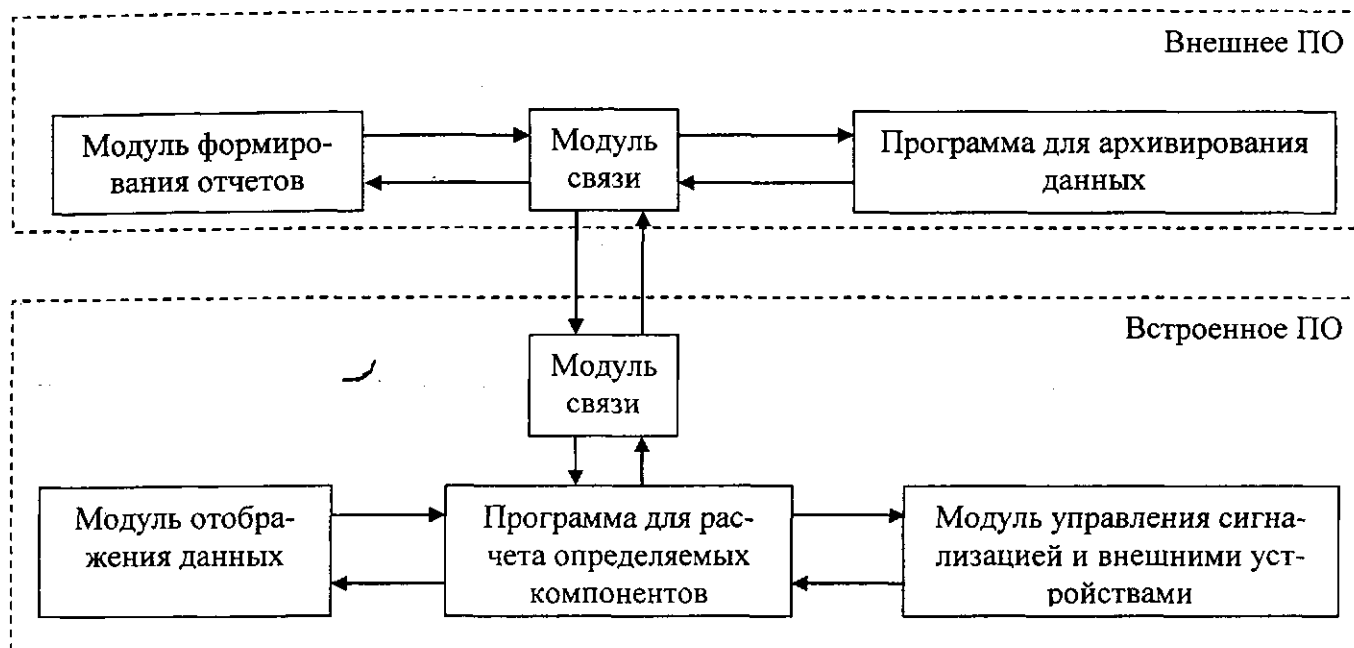 Внешнее ПО
Модуль формиро-
вания отчетов
Модуль
связи
Программа для архивирования
данных
Встроенное ПО
Модуль
связи
Модуль отобра-
жения данных
Программа для рас-
чета определяемых
компонентов
Модуль управления сигна-
лизацией и внешними уст-
ройствами